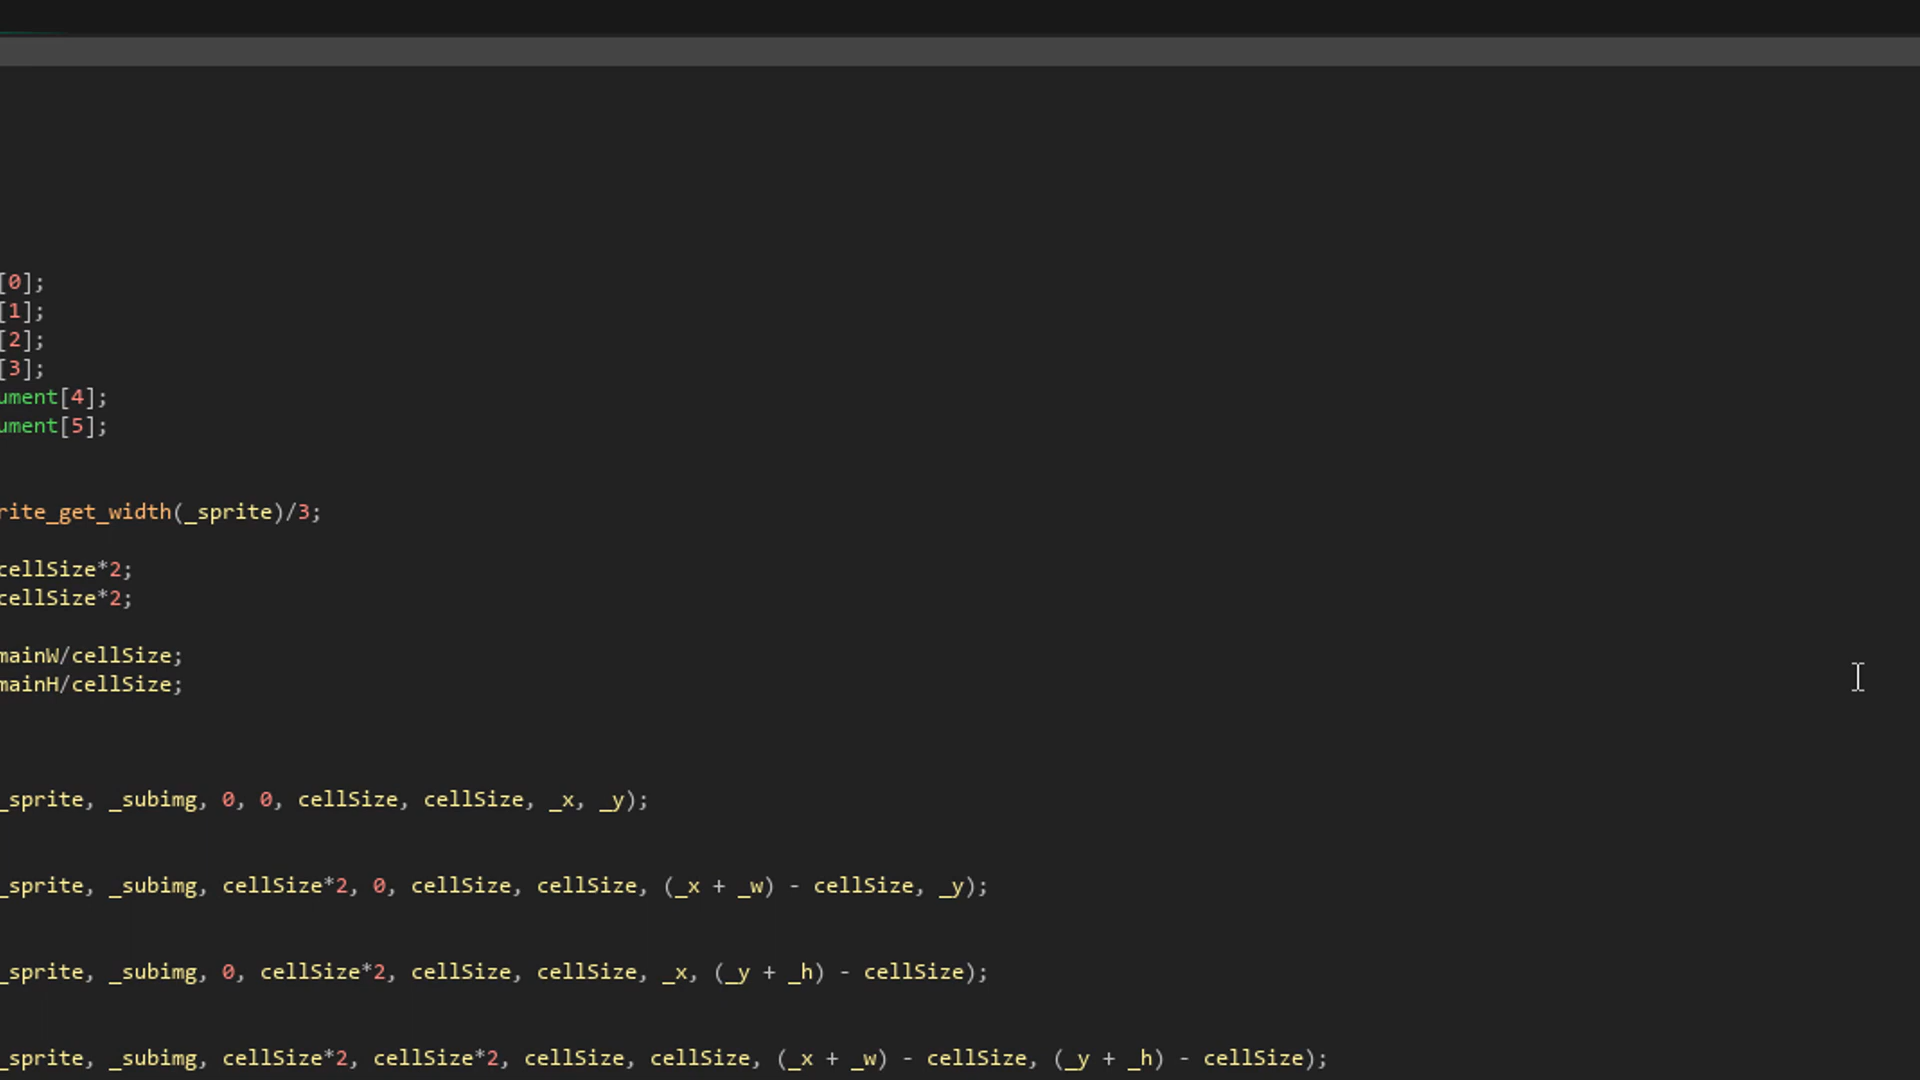 [0];
[1];
[2];
[3];
ument[4];
ument[5];
rite_get_width(_sprite)/3;
cellSize*2;
cellSize*2;
mainW/cellSize;
mainH/cellSize;
_sprite, _subimg, 0, 0, cellSize, cellSize, _x, _y);
_sprite, _subimg, cellSize*2, 0, cellSize, cellSize, (_x + _w) - cellSize, _y);
_sprite, _subimg, 0, cellSize*2, cellSize, cellSize, _x, (_y + _h) - cellSize);
_sprite, _subimg, cellSize*2, cellSize*2, cellSize, cellSize, (_x + _w) - cellSize, (_y + _h) - cellSize);